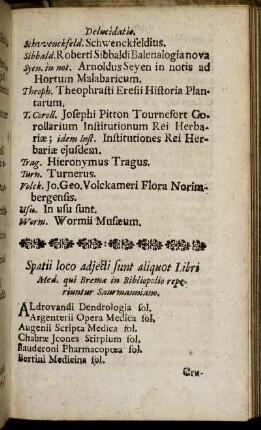 Delucidatio.
Schvvenckfeld. Schwenckfeldius.
Sibbald. Roberti Sibbaldi Balenalogia nova
Syen. in not. Arnoldus Seyen in notis ad
Hortum Malabaricum.
Theoph. Theophrasti Eresii Historia Plan-
tarum.
T. Coroll. Josephi Pitton Tournefort Co-
rollarium Institutionum Rei Herba-
riæ; idem Inst. Institutiones Rei Her-
bariæ ejusdem.
Trag. Hieronymus Tragus.
Turn. Turnerus.
Volck. Jo. Geo. Volckameri Flora Norim-
bergensis.
Usu. In usu sunt.
Worm. Wormii Musæum.
Spatii loco adjecti sunt aliquot Libri
Med. qui Bremæ in Bibliopolio repe-
riuntur Saurmanniano.
ALdrovandi Dendrologia fol.
Argenterii Opera Medica fol.
Augenii Scripta Medica fol.
Chabræ Jcones Stirpium fol.
Bauderoni Pharmacopœa fol.
Bertini Medicina fol.
Cru-